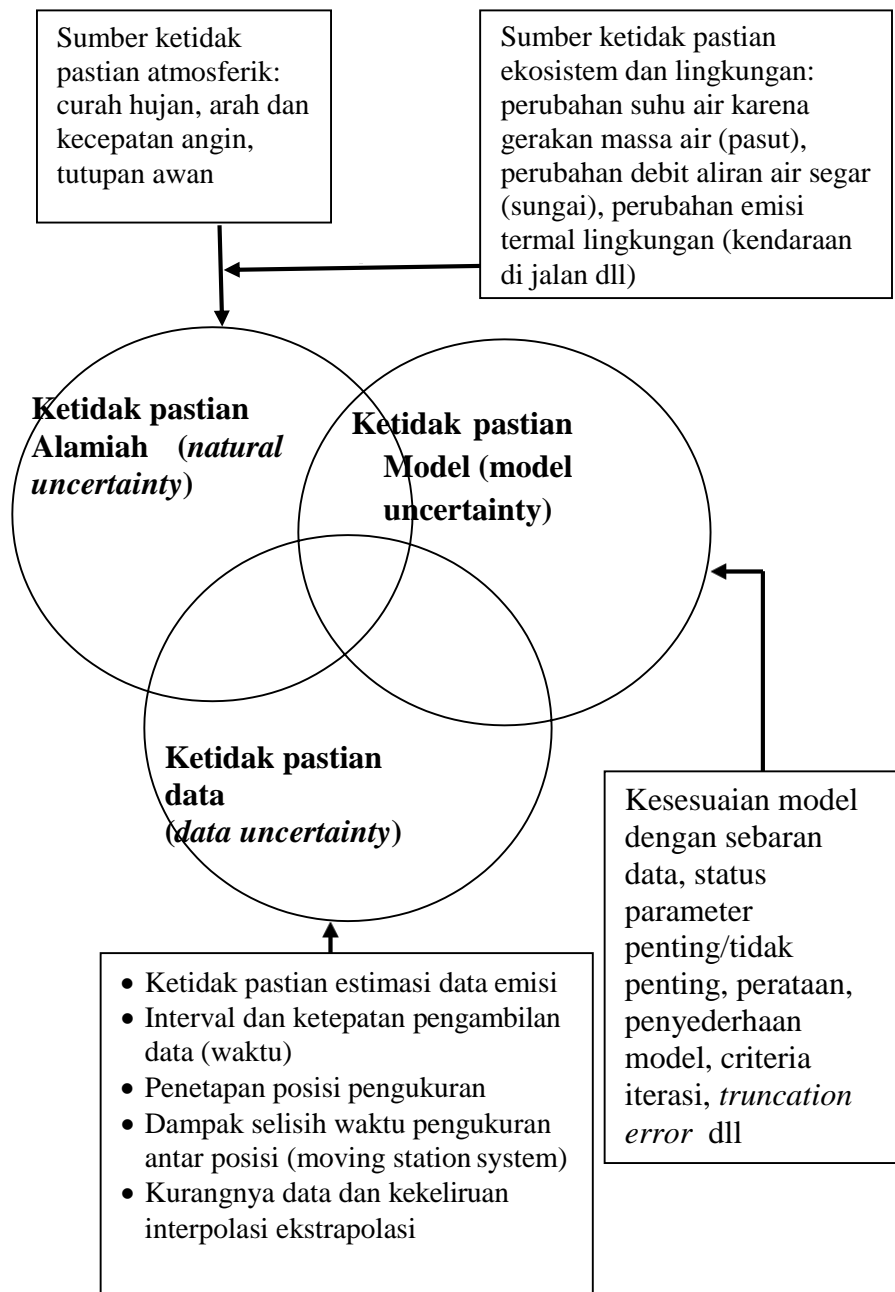 Sumber ketidak
pastian atmosferik:
curah hujan, arah dan
kecepatan angin,
tutupan awan
Sumber ketidak pastian
ekosistem dan lingkungan:
perubahan suhu air karena
gerakan massa air (pasut),
perubahan debit aliran air segar
(sungai), perubahan emisi
termal lingkungan (kendaraan
di jalan dll)
Ketidak pastian
Alamiah (natural
uncertainty)
Ketidak pastian
Model (model
uncertainty)
Ketidak pastian
data
(data uncertainty)
Kesesuaian model
dengan sebaran
data, status
parameter
penting/tidak
penting, perataan,
penyederhaan
model, criteria
iterasi, truncation
error dll
• Ketidak pastian estimasi data emisi
• Interval dan ketepatan pengambilan
data (waktu)
• Penetapan posisi pengukuran
• Dampak selisih waktu pengukuran
antar posisi (moving station system)
• Kurangnya data dan kekeliruan
interpolasi ekstrapolasi